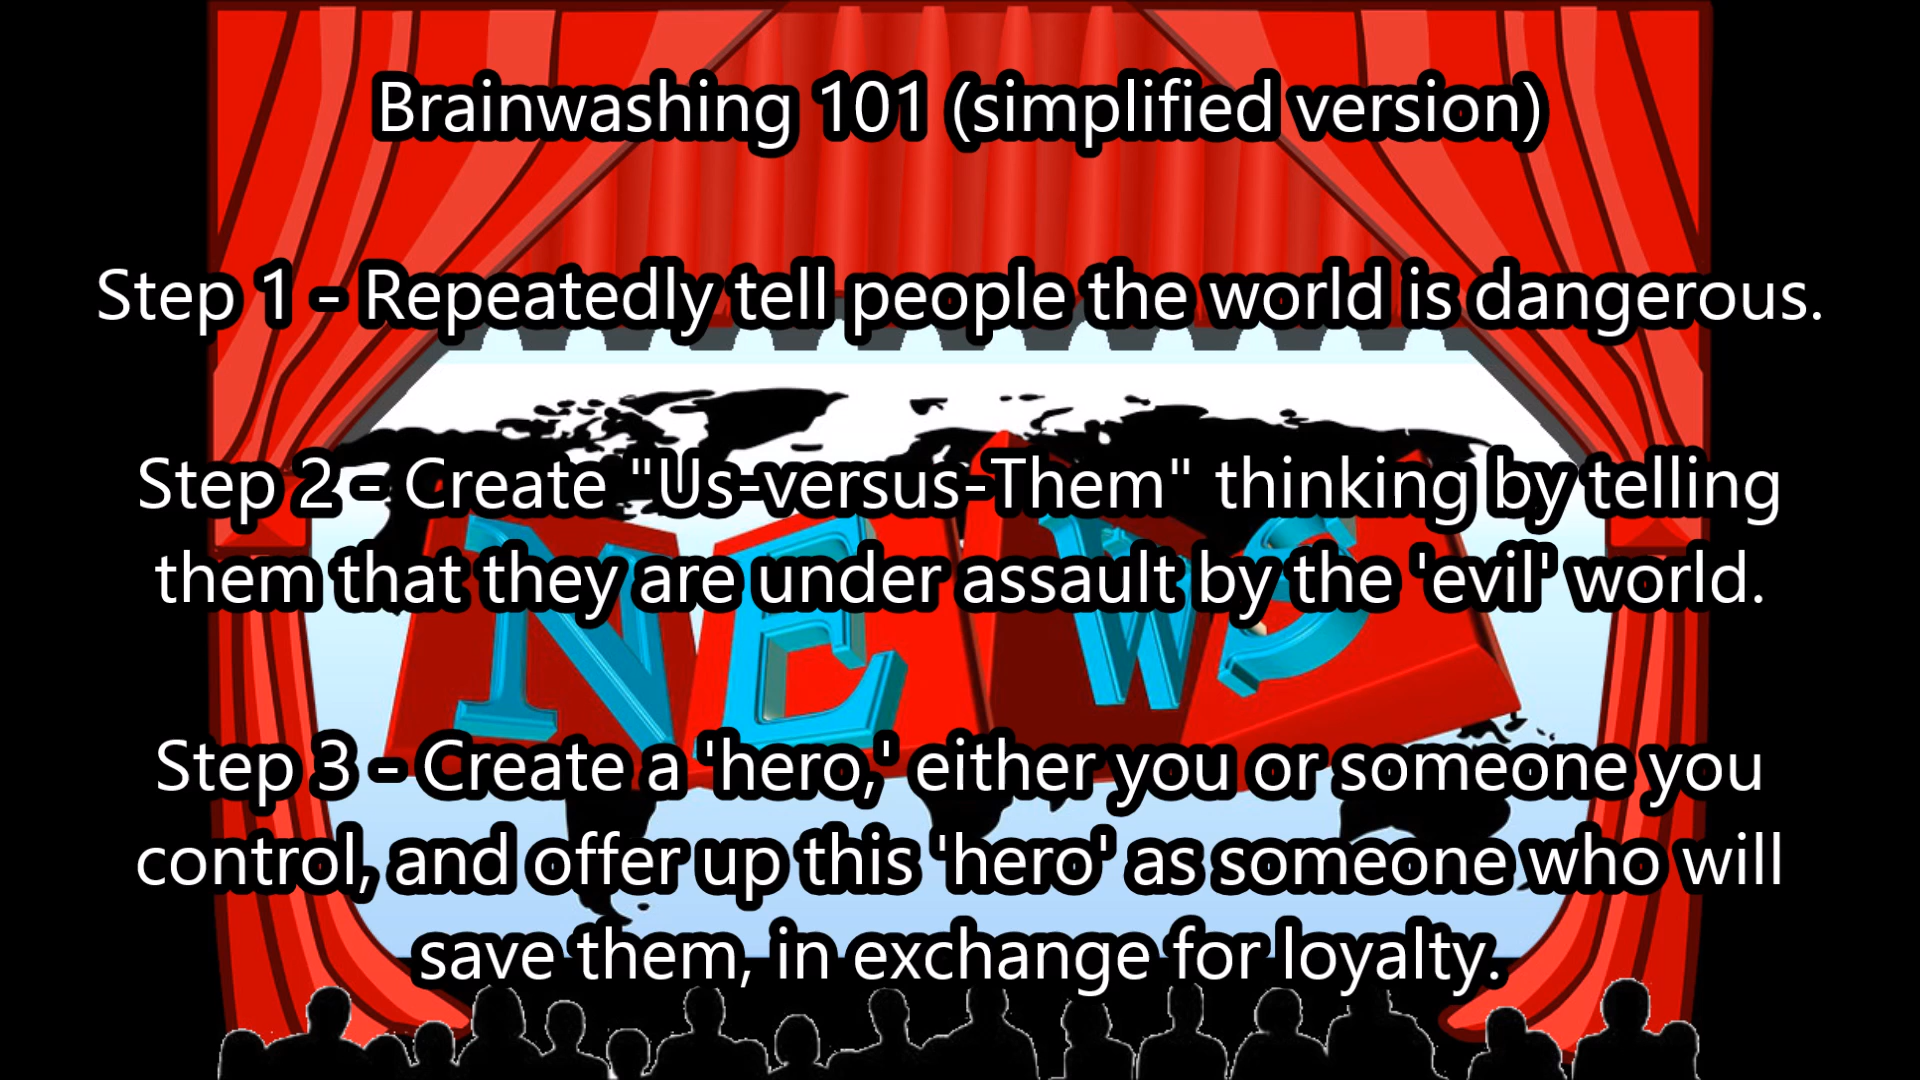 Brainwashing 101 (simplified version)
Step 1 - Repeatedly tell people the world is dangerous.
Step 2 - Create "Us-versus-Them" thinking by telling
them that they are under assault by the 'evil' world.
NEWS
Step 3 - Create a 'hero,' either you or someone you
control, and offer up this 'hero' as someone who will
save them, in exchange for loyalty.